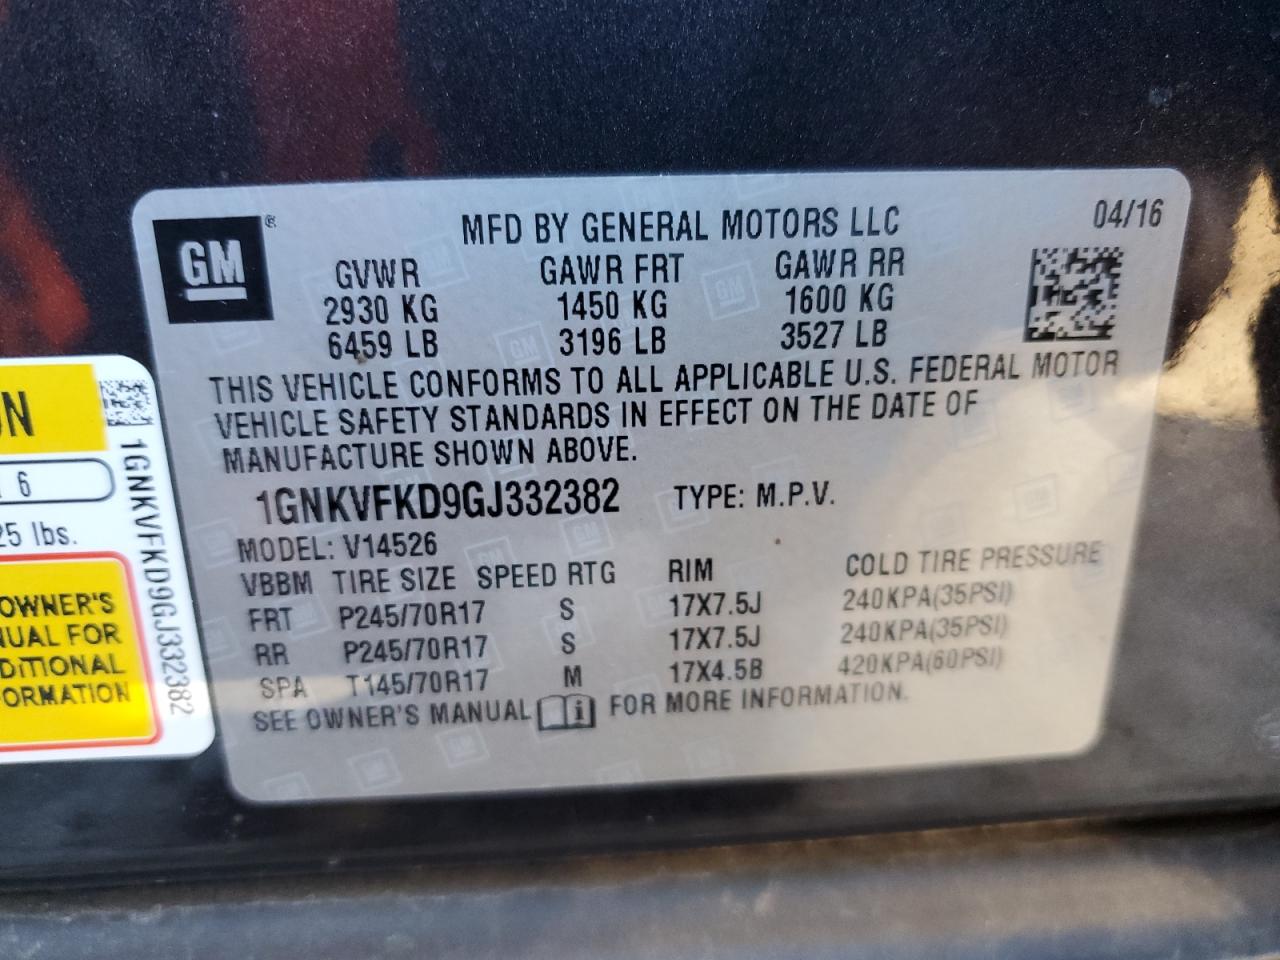 GM
MFD BY GENERAL MOTORS LLC
04/16
GVWR GAWR FRT GAWR RR
2930 KG 1450 KG 1600 KG
6459 LB 3196 LB 3527 LB
THIS VEHICLE CONFORMS TO ALL APPLICABLE U.S. FEDERAL MOTOR
VEHICLE SAFETY STANDARDS IN EFFECT ON THE DATE OF
MANUFACTURE SHOWN ABOVE.
1GNKVFKD9GJ332382 TYPE: M.P.V.
MODEL: V14526
VBBM TIRE SIZE SPEED RTG RIM COLD TIRE PRESSURE
FRT P245/70R17 S 17X7.5J 240KPA(35PSI)
RR P245/70R17 S 17X7.5J 240KPA(35PSI)
SPA T145/70R17 M 17X4.5B 420KPA(60PSI)
SEE OWNER'S MANUAL i FOR MORE INFORMATION.
6
25 lbs.
OWNER'S
NUAL FOR
DITIONAL
FORMATION
1GNKVFKD9GJ332382